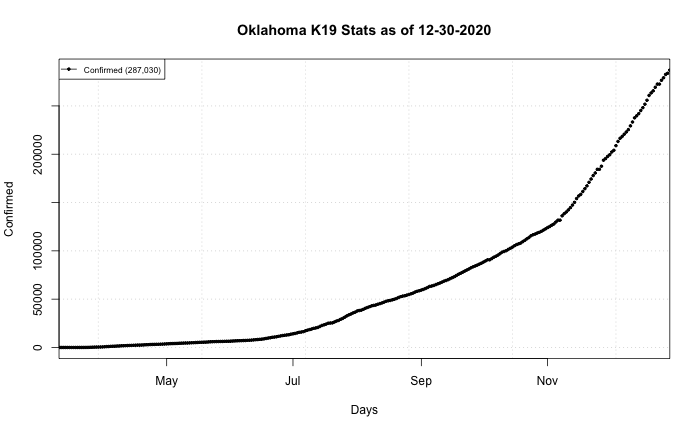 Oklahoma K19 Stats as of 12-30-2020
Confirmed (287,030)
200000
100000
50000
0
Confirmed
May
Jul
Sep
Nov
Days